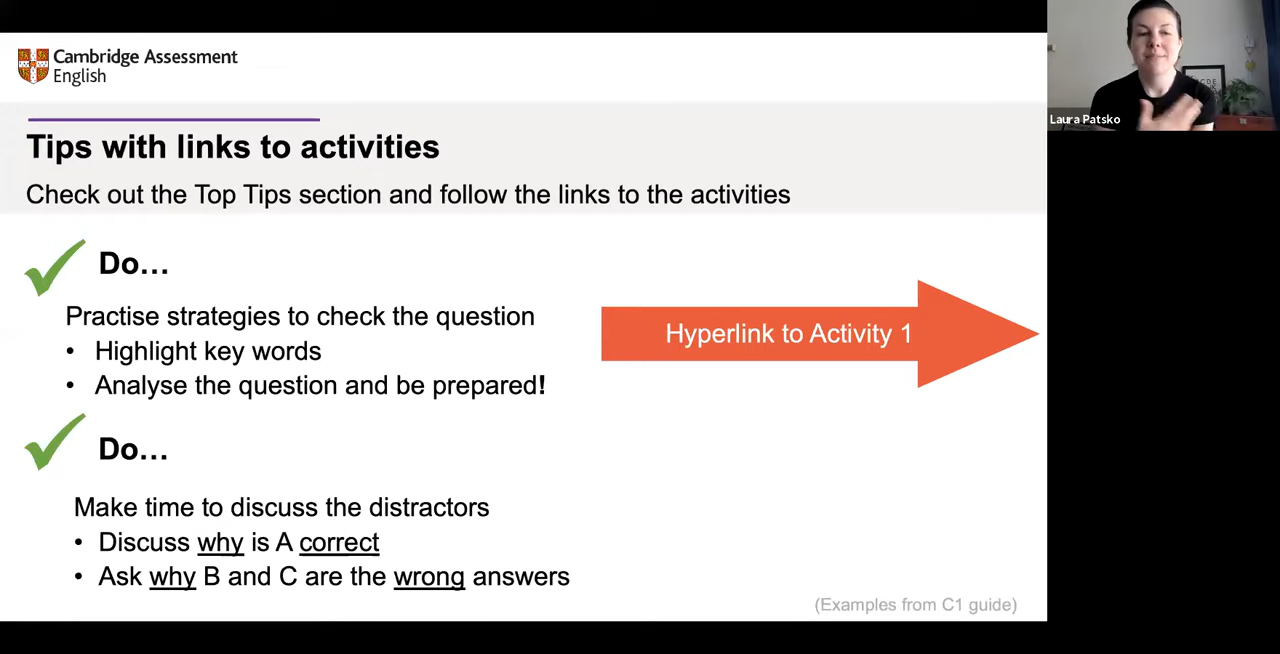 Cambridge Assessment
English
Tips with links to activities
Check out the Top Tips section and follow the links to the activities
Do…
Practise strategies to check the question
• Highlight key words
• Analyse the question and be prepared!
Hyperlink to Activity 1
Do…
Make time to discuss the distractors
• Discuss why is A correct
• Ask why B and C are the wrong answers
(Examples from C1 guide)
Laura Patsko